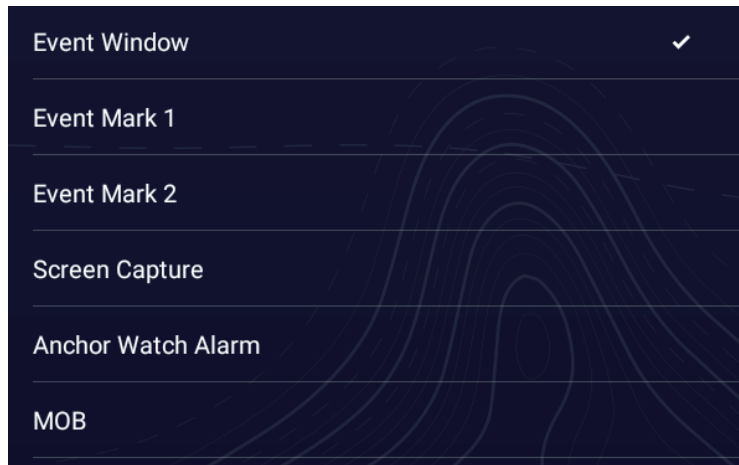 Event Window
Event Mark 1
Event Mark 2
Screen Capture
Anchor Watch Alarm
MOB